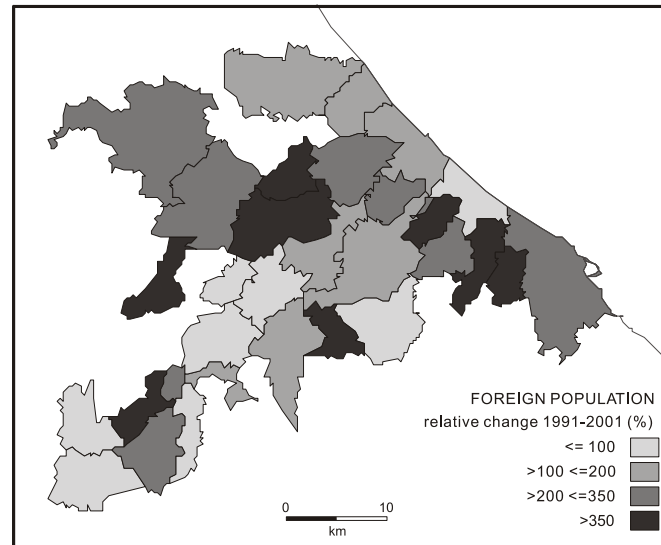 FOREIGN POPULATION
relative change 1991-2001 (%)
<= 100
>100 <=200
>200 <=350
>350
0 10
km